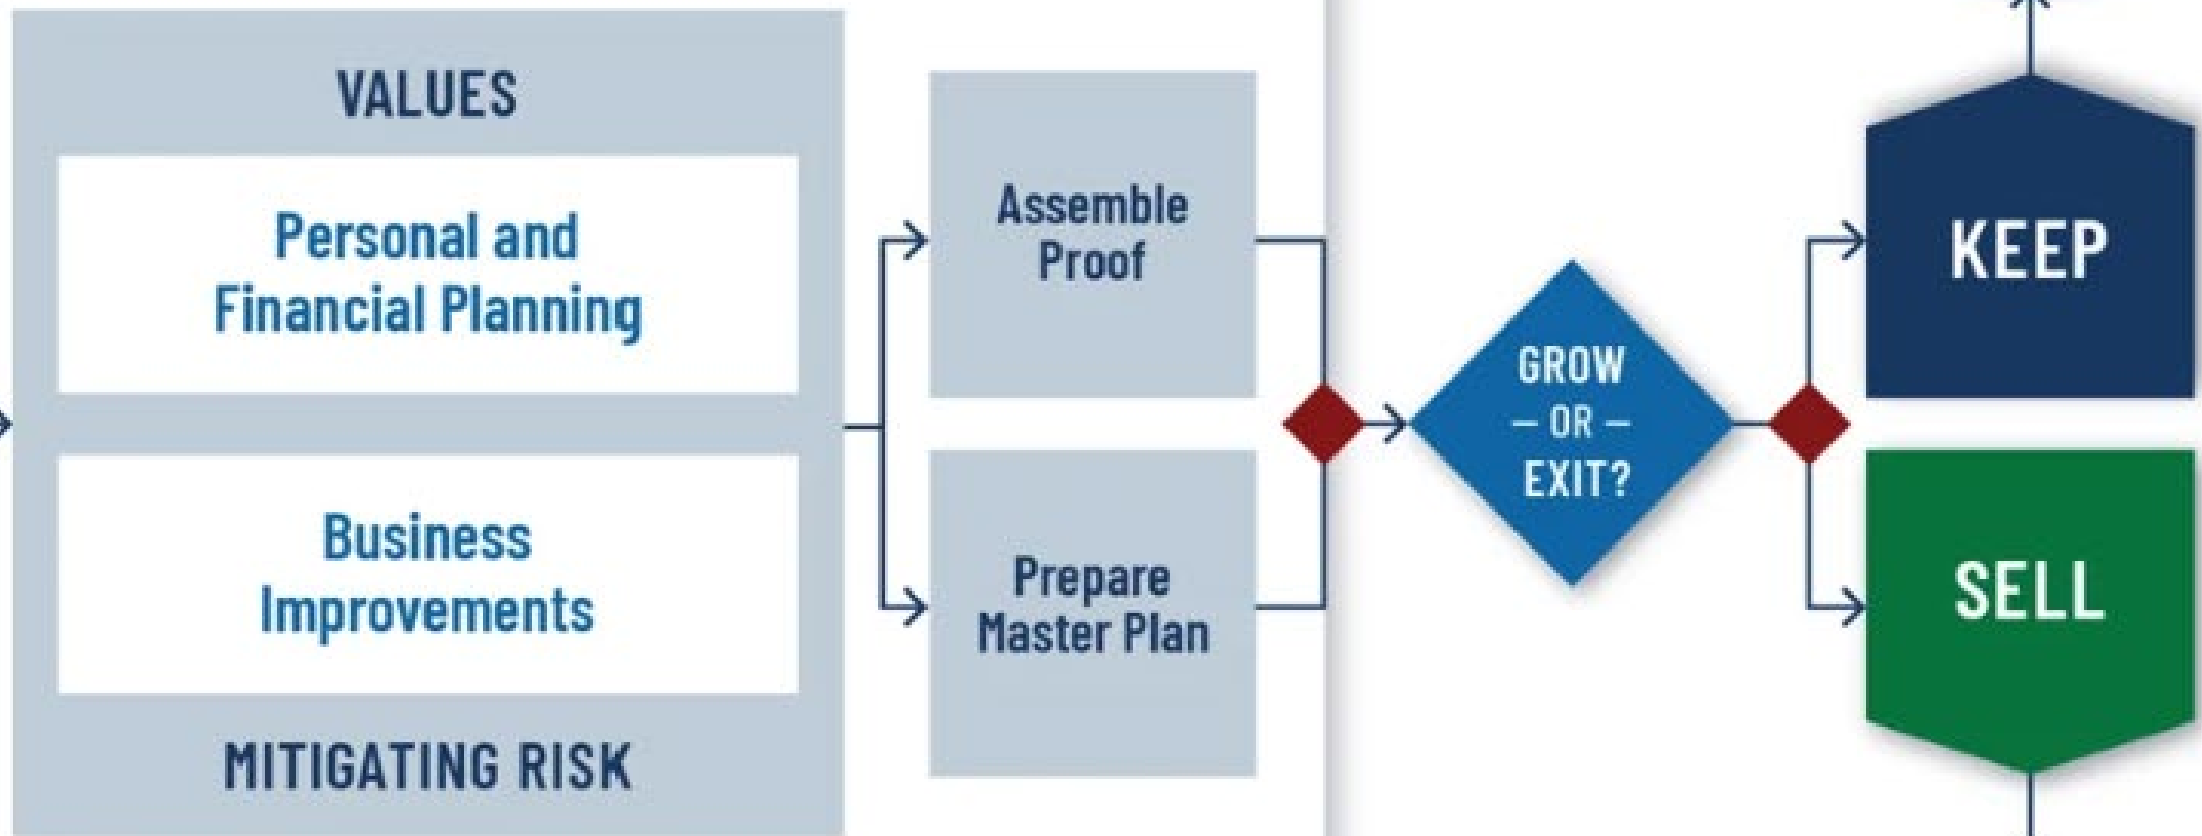 VALUES
Personal and
Financial Planning
Business
Improvements
MITIGATING RISK
Assemble
Proof
Prepare
Master Plan
GROW
– OR –
EXIT?
KEEP
SELL